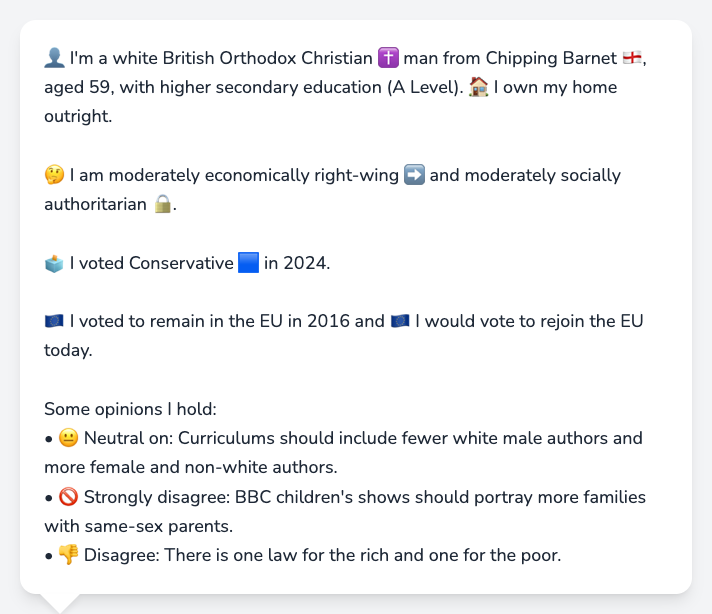 👤 I'm a white British Orthodox Christian ✝️ man from Chipping Barnet 🏴󠁧󠁢󠁥󠁮󠁧󠁿,
aged 59, with higher secondary education (A Level). 🏠 I own my home
outright.
🤔 I am moderately economically right-wing ➡️ and moderately socially
authoritarian 🔒.
🗳️ I voted Conservative 🟦 in 2024.
🇪🇺 I voted to remain in the EU in 2016 and 🇪🇺 I would vote to rejoin the EU
today.
Some opinions I hold:
• 😐 Neutral on: Curriculums should include fewer white male authors and
more female and non-white authors.
• 🚫 Strongly disagree: BBC children's shows should portray more families
with same-sex parents.
• 👎 Disagree: There is one law for the rich and one for the poor.